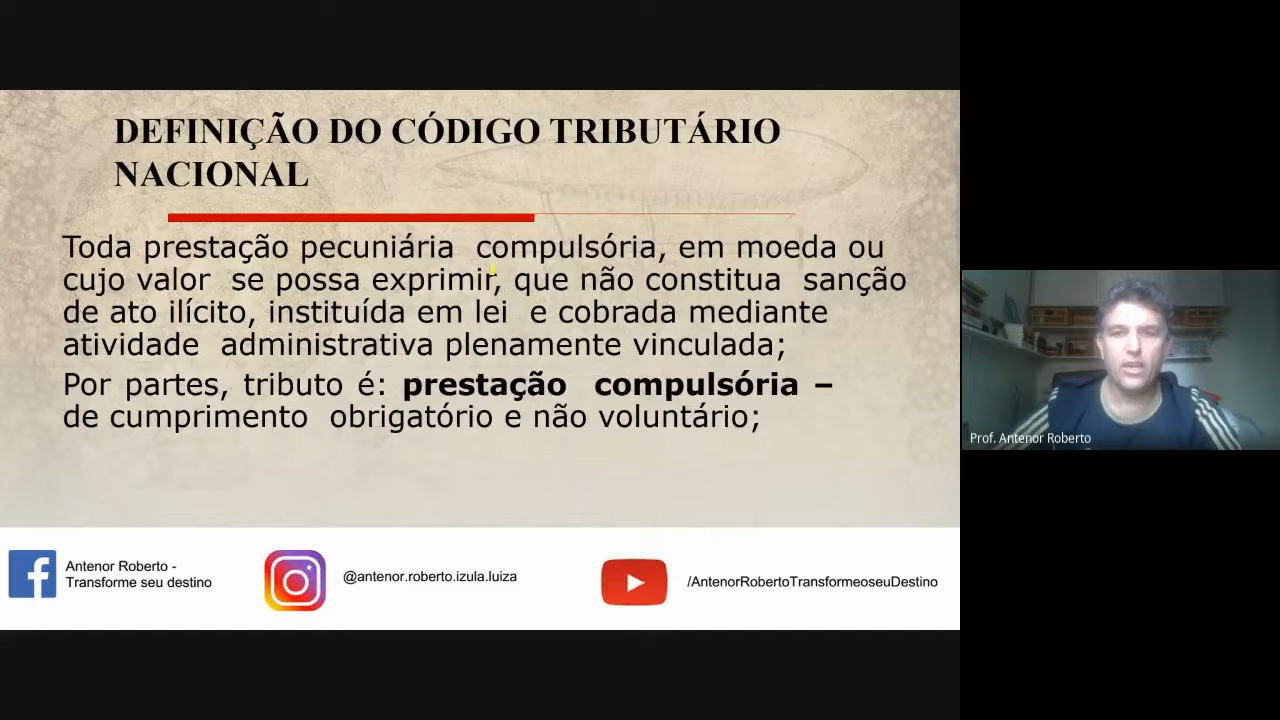 DEFINIÇÃO DO CÓDIGO TRIBUTÁRIO
NACIONAL
Toda prestação pecuniária compulsória, em moeda ou
cujo valor se possa exprimir, que não constitua sanção
de ato ilícito, instituída em lei e cobrada mediante
atividade administrativa plenamente vinculada;
Por partes, tributo é: prestação compulsória –
de cumprimento obrigatório e não voluntário;
Prof. Antenor Roberto
Antenor Roberto -
Transforme seu destino
@antenor.roberto.izula.luiza
/AntenorRobertoTransformeoseuDestino